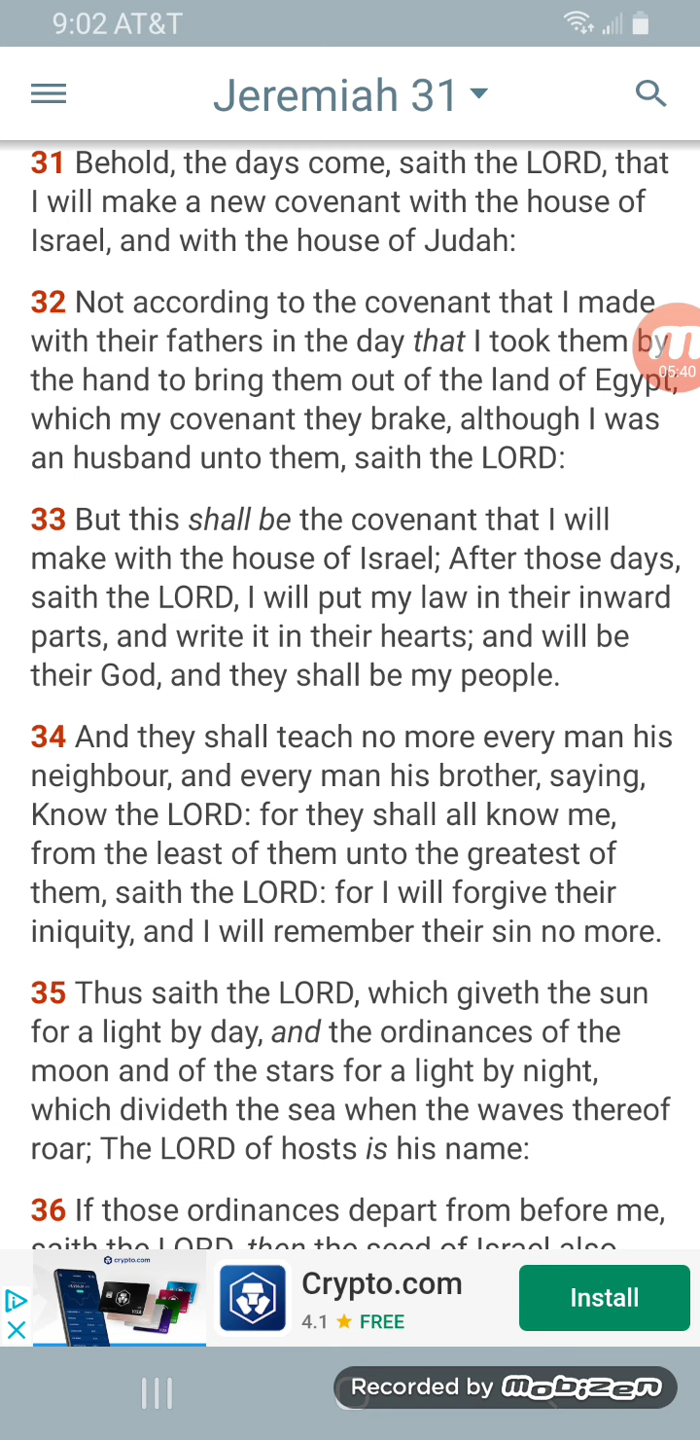 9:02 AT&T
Jeremiah 31
31 Behold, the days come, saith the LORD, that
I will make a new covenant with the house of
Israel, and with the house of Judah:
32 Not according to the covenant that I made
with their fathers in the day that I took them by
05:40
the hand to bring them out of the land of Egypt,
which my covenant they brake, although I was
an husband unto them, saith the LORD:
33 But this shall be the covenant that I will
make with the house of Israel; After those days,
saith the LORD, I will put my law in their inward
parts, and write it in their hearts; and will be
their God, and they shall be my people.
34 And they shall teach no more every man his
neighbour, and every man his brother, saying,
Know the LORD: for they shall all know me,
from the least of them unto the greatest of
them, saith the LORD: for I will forgive their
iniquity, and I will remember their sin no more.
35 Thus saith the LORD, which giveth the sun
for a light by day, and the ordinances of the
moon and of the stars for a light by night,
which divideth the sea when the waves thereof
roar; The LORD of hosts is his name:
36 If those ordinances depart from before me,
saith the LORD, then the seed of Israel also
crypto.com
Crypto.com
4.1 ★ FREE
Install
Recorded by mobizen